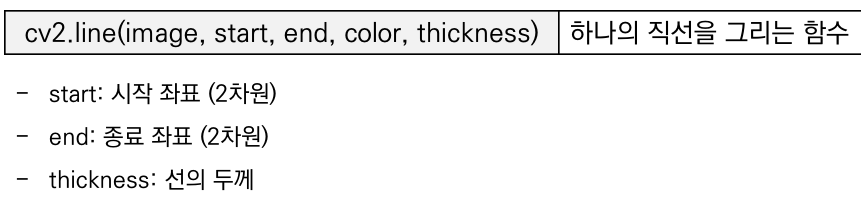 cv2.line(image, start, end, color, thickness) 하나의 직선을 그리는 함수
- start: 시작 좌표 (2차원)
- end: 종료 좌표 (2차원)
- thickness: 선의 두께